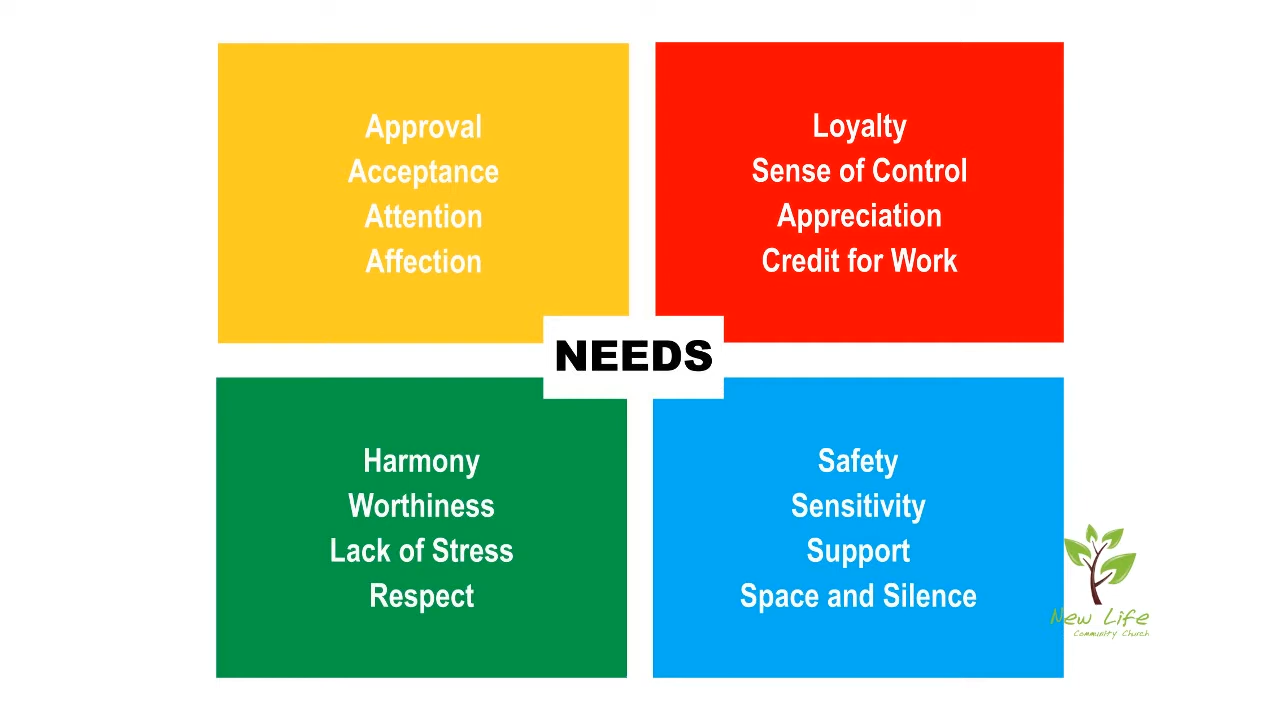 Approval
Acceptance
Attention
Affection
Loyalty
Sense of Control
Appreciation
Credit for Work
NEEDS
Harmony
Worthiness
Lack of Stress
Respect
Safety
Sensitivity
Support
Space and Silence
New Life
Community Church